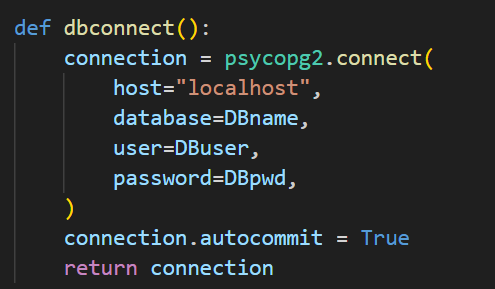 def dbconnect():
    connection = psycopg2.connect(
        host="localhost",
        database=DBname,
        user=DBuser,
        password=DBpwd,
    )
    connection.autocommit = True
    return connection